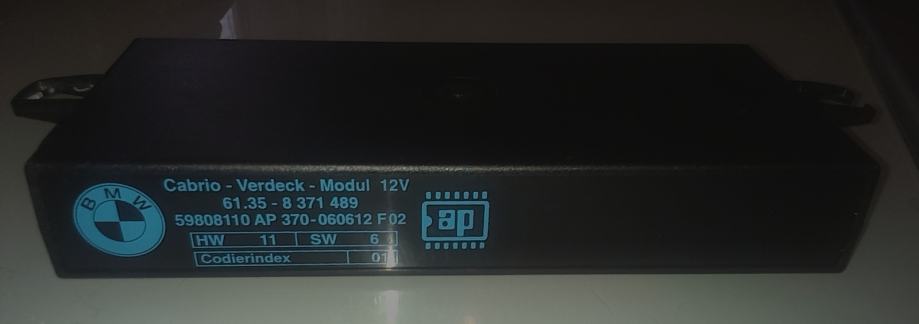 BMW
Cabrio - Verdeck - Modul 12V
61.35 - 8 371 489
59808110 AP 370-060612 F02
HW 11 SW 6
Codierindex 01
ap